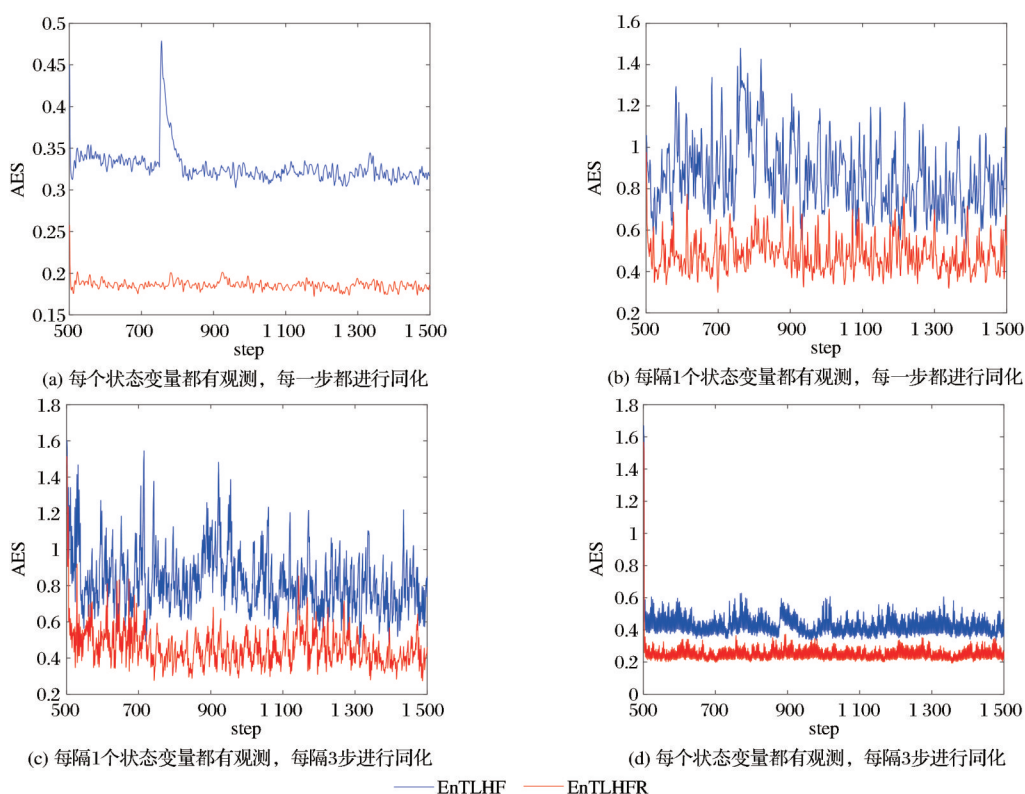 0.5
0.45
0.4
0.35
0.3
0.25
0.2
0.15
AES
500 700 900 1 100 1 300 1 500
step
(a) 每个状态变量都有观测，每一步都进行同化
1.6
1.4
1.2
1
0.8
0.6
0.4
0.2
AES
500 700 900 1 100 1 300 1 500
step
(b) 每隔1个状态变量都有观测，每一步都进行同化
1.8
1.6
1.4
1.2
1
0.8
0.6
0.4
0.2
AES
500 700 900 1 100 1 300 1 500
step
(c) 每隔1个状态变量都有观测，每隔3步进行同化
1.8
1.6
1.4
1.2
1
0.8
0.6
0.4
0.2
0
AES
500 700 900 1 100 1 300 1 500
step
(d) 每个状态变量都有观测，每隔3步进行同化
EnTLHF EnTLHFR